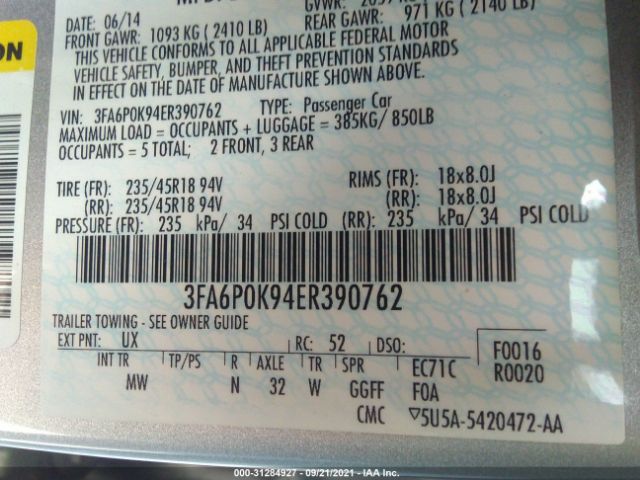 ON
DATE: 06/14
FRONT GAWR: 1093 KG (2410 LB)
REAR GAWR: 971 KG (2140 LB)
THIS VEHICLE CONFORMS TO ALL APPLICABLE FEDERAL MOTOR
VEHICLE SAFETY, BUMPER, AND THEFT PREVENTION STANDARDS
IN EFFECT ON THE DATE OF MANUFACTURE SHOWN ABOVE.
VIN: 3FA6P0K94ER390762 TYPE: Passenger Car
MAXIMUM LOAD = OCCUPANTS + LUGGAGE = 385KG/ 850LB
OCCUPANTS = 5 TOTAL; 2 FRONT, 3 REAR
TIRE (FR): 235/45R18 94V RIMS (FR): 18x8.0J
(RR): 235/45R18 94V (RR): 18x8.0J
PRESSURE (FR): 235 kPa/ 34 PSI COLD (RR): 235 kPa/ 34 PSI COLD
3FA6P0K94ER390762
TRAILER TOWING - SEE OWNER GUIDE
EXT PNT: UX RC: 52 DSO:
INT TR TP/PS R AXLE TR SPR EC71C F0016
MW N 32 W GGFF F0A R0020
CMC ▽5U5A-5420472-AA
000-31284927 - 09/21/2021 - IAA Inc.